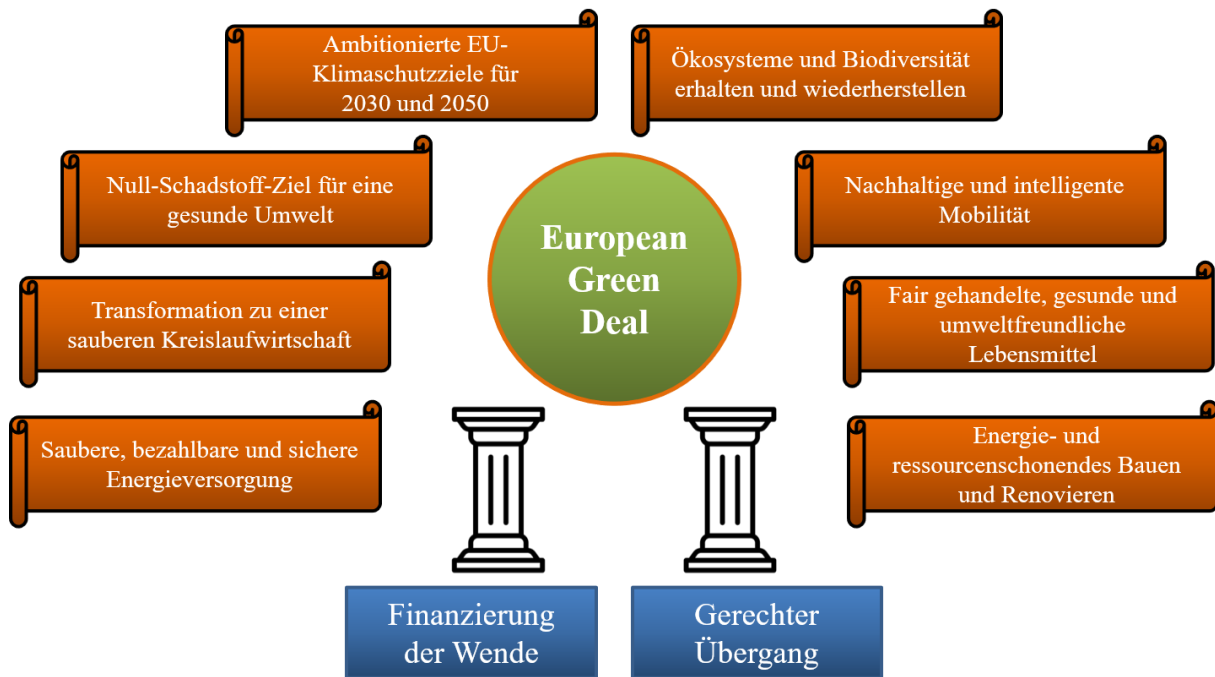 Ambitionierte EU-
Klimaschutzziele für
2030 und 2050
Ökosysteme und Biodiversität
erhalten und wiederherstellen
Null-Schadstoff-Ziel für eine
gesunde Umwelt
Nachhaltige und intelligente
Mobilität
European
Green
Deal
Transformation zu einer
sauberen Kreislaufwirtschaft
Fair gehandelte, gesunde und
umweltfreundliche
Lebensmittel
Saubere, bezahlbare und sichere
Energieversorgung
Energie- und
ressourcenschonendes Bauen
und Renovieren
Finanzierung
der Wende
Gerechter
Übergang